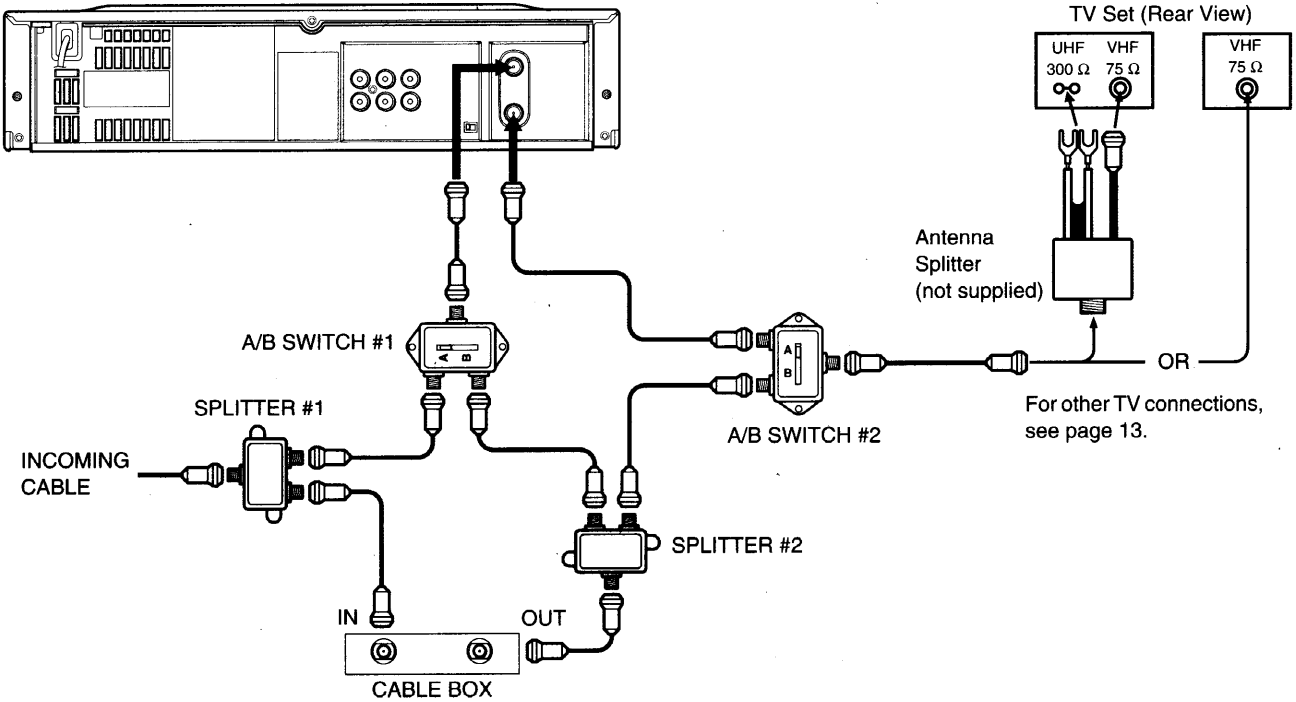 TV Set (Rear View)
UHF
300 Ω
VHF
75 Ω
VHF
75 Ω
Antenna
Splitter
(not supplied)
A/B SWITCH #1
A
B
A
B
OR
SPLITTER #1
A/B SWITCH #2
For other TV connections,
see page 13.
INCOMING
CABLE
SPLITTER #2
IN
OUT
CABLE BOX